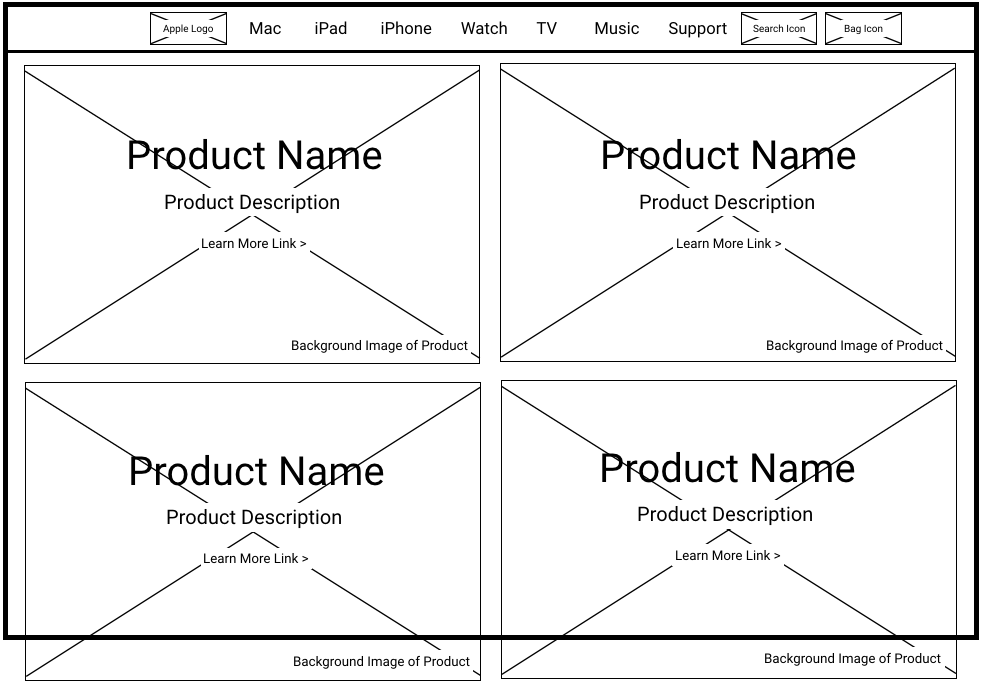 Apple Logo Mac iPad iPhone Watch TV Music Support Search Icon Bag Icon
Product Name
Product Description
Learn More Link >
Background Image of Product
Product Name
Product Description
Learn More Link >
Background Image of Product
Product Name
Product Description
Learn More Link >
Background Image of Product
Product Name
Product Description
Learn More Link >
Background Image of Product